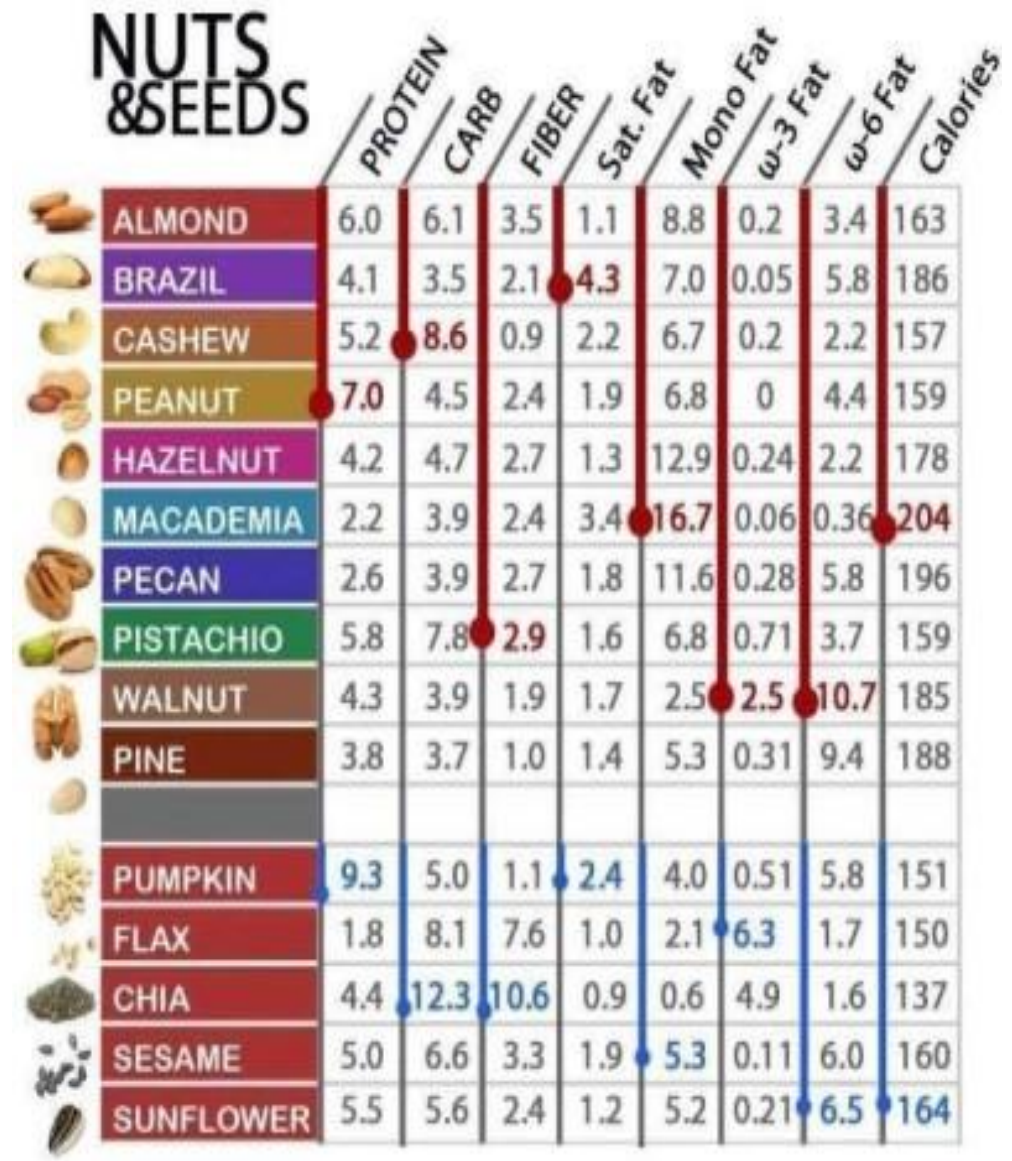 NUTS
&SEEDS
PROTEIN CARB FIBER Sat. Fat Mono Fat ω-3 Fat ω-6 Fat Calories
ALMOND 6.0 6.1 3.5 1.1 8.8 0.2 3.4 163
BRAZIL 4.1 3.5 2.1 4.3 7.0 0.05 5.8 186
CASHEW 5.2 8.6 0.9 2.2 6.7 0.2 2.2 157
PEANUT 7.0 4.5 2.4 1.9 6.8 0 4.4 159
HAZELNUT 4.2 4.7 2.7 1.3 12.9 0.24 2.2 178
MACADEMIA 2.2 3.9 2.4 3.4 16.7 0.06 0.36 204
PECAN 2.6 3.9 2.7 1.8 11.6 0.28 5.8 196
PISTACHIO 5.8 7.8 2.9 1.6 6.8 0.71 3.7 159
WALNUT 4.3 3.9 1.9 1.7 2.5 2.5 10.7 185
PINE 3.8 3.7 1.0 1.4 5.3 0.31 9.4 188
PUMPKIN 9.3 5.0 1.1 2.4 4.0 0.51 5.8 151
FLAX 1.8 8.1 7.6 1.0 2.1 6.3 1.7 150
CHIA 4.4 12.3 10.6 0.9 0.6 4.9 1.6 137
SESAME 5.0 6.6 3.3 1.9 5.3 0.11 6.0 160
SUNFLOWER 5.5 5.6 2.4 1.2 5.2 0.21 6.5 164